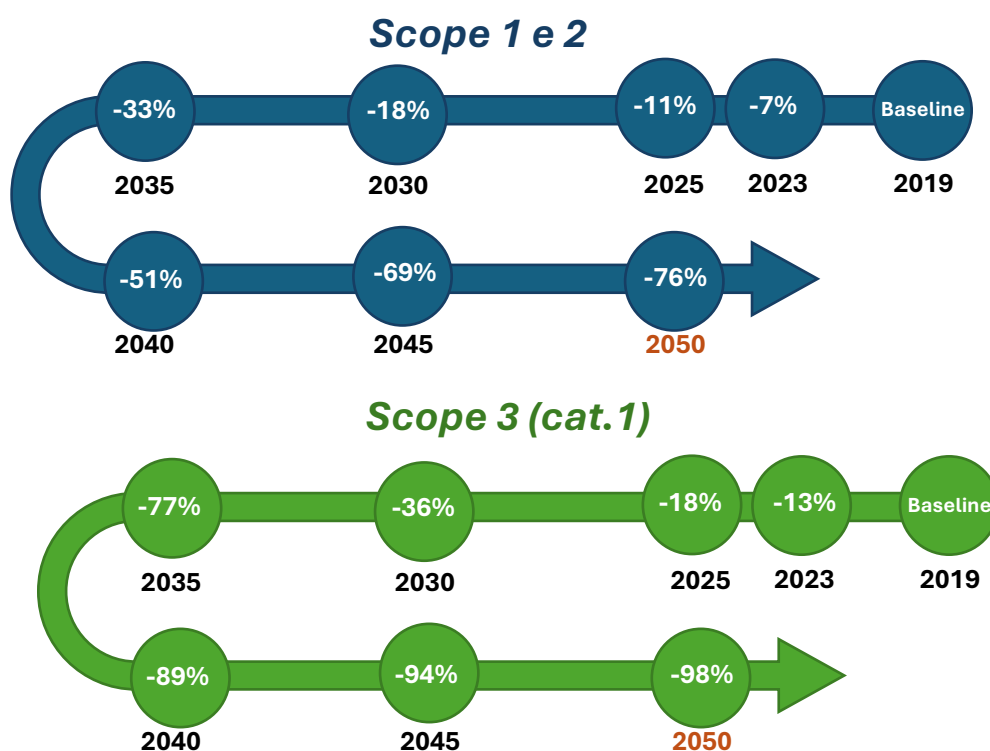 Scope 1 e 2
-33% -18% -11% -7% Baseline
2035 2030 2025 2023 2019
-51% -69% -76%
2040 2045 2050
Scope 3 (cat.1)
-77% -36% -18% -13% Baseline
2035 2030 2025 2023 2019
-89% -94% -98%
2040 2045 2050